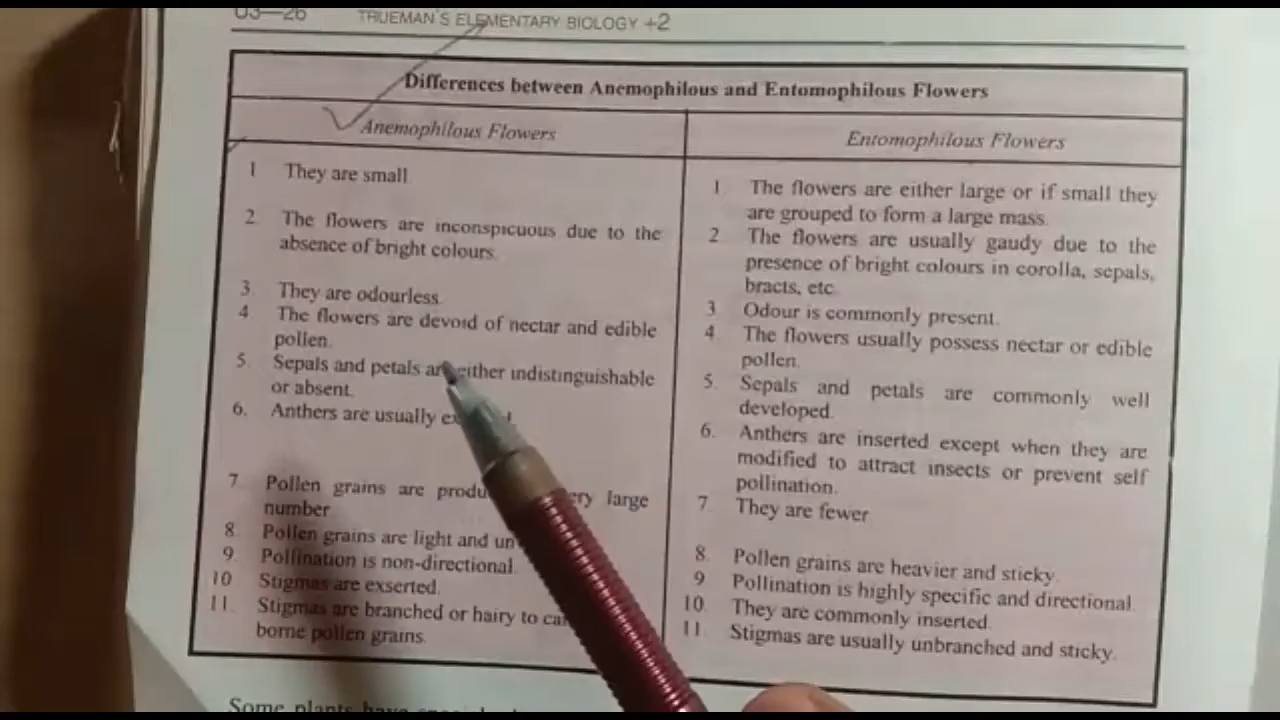 03—26 TRUEMAN'S ELEMENTARY BIOLOGY +2
Differences between Anemophilous and Entomophilous Flowers
Anemophilous Flowers
1 They are small
2. The flowers are inconspicuous due to the
absence of bright colours.
3. They are odourless.
4 The flowers are devoid of nectar and edible
pollen.
5. Sepals and petals are either indistinguishable
or absent.
6. Anthers are usually
7 Pollen grains are large
number
8. Pollen grains are light and
9. Pollination is non-directional
10 Stigmas are exserted.
11. Stigmas are branched or hairy to
borne pollen grains.
Entomophilous Flowers
1. The flowers are either large or if small they
are grouped to form a large mass.
2 The flowers are usually gaudy due to the
presence of bright colours in corolla, sepals,
bracts, etc.
3 Odour is commonly present.
4 The flowers usually possess nectar or edible
pollen.
5. Sepals and petals are commonly well
developed.
6. Anthers are inserted except when they are
modified to attract insects or prevent self
pollination.
7 They are fewer
8. Pollen grains are heavier and sticky.
9 Pollination is highly specific and directional.
10. They are commonly inserted.
11 Stigmas are usually unbranched and sticky.
Some plants have